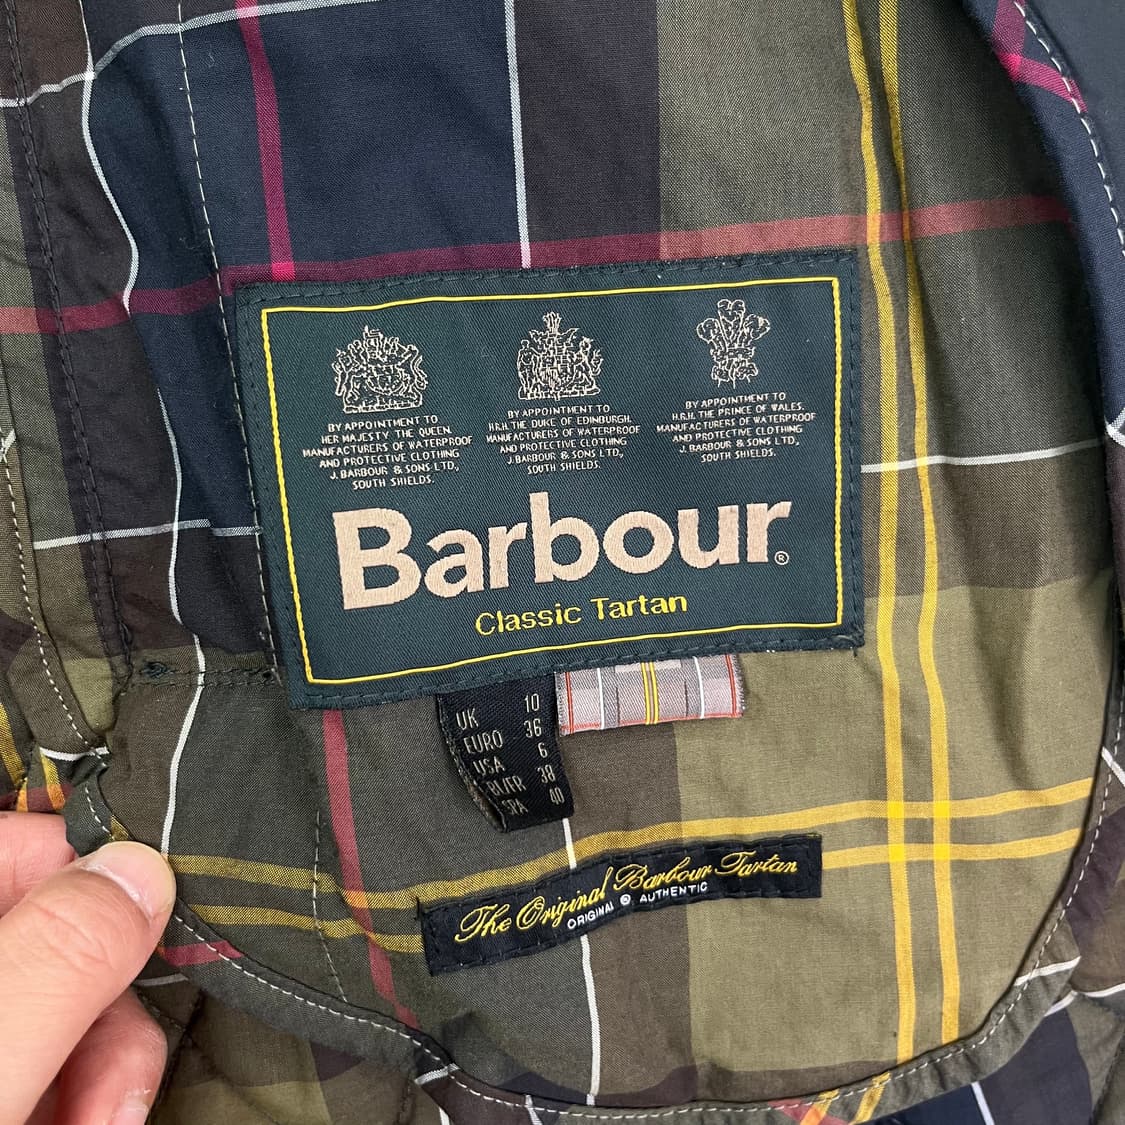 BY APPOINTMENT TO
HER MAJESTY THE QUEEN
MANUFACTURERS OF WATERPROOF
AND PROTECTIVE CLOTHING
J. BARBOUR & SONS LTD.,
SOUTH SHIELDS.
BY APPOINTMENT TO
H.R.H. THE DUKE OF EDINBURGH.
MANUFACTURERS OF WATERPROOF
AND PROTECTIVE CLOTHING
J. BARBOUR & SONS LTD.,
SOUTH SHIELDS.
BY APPOINTMENT TO
H.R.H. THE PRINCE OF WALES.
MANUFACTURERS OF WATERPROOF
AND PROTECTIVE CLOTHING
J. BARBOUR & SONS LTD.,
SOUTH SHIELDS.
Barbour®
Classic Tartan
UK 10
EURO 36
USA 6
BI/FR 38
SPA 40
The Original Barbour Tartan
ORIGINAL ® AUTHENTIC